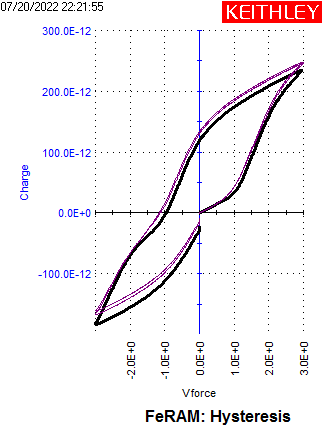 07/20/2022 22:21:55
KEITHLEY
300.0E-12
200.0E-12
100.0E-12
0.0E+0
-100.0E-12
Charge
-2.0E+0
-1.0E+0
0.0E+0
1.0E+0
2.0E+0
3.0E+0
Vforce
FeRAM: Hysteresis